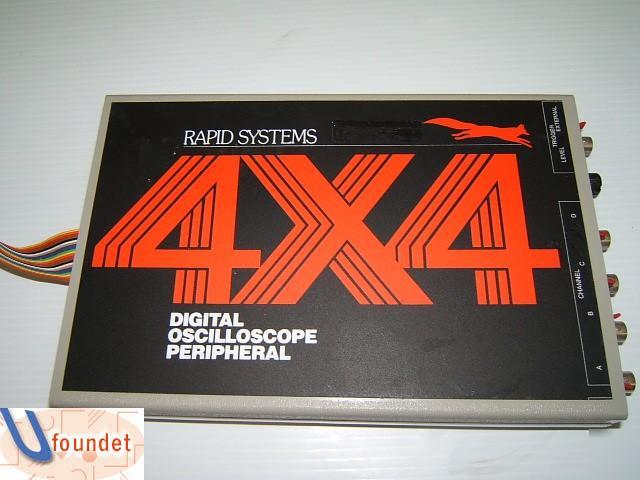 RAPID SYSTEMS
4X4
DIGITAL
OSCILLOSCOPE
PERIPHERAL
TRIGGER
EXTERNAL
LEVEL
CHANNEL
D
C
B
A
U
foundet